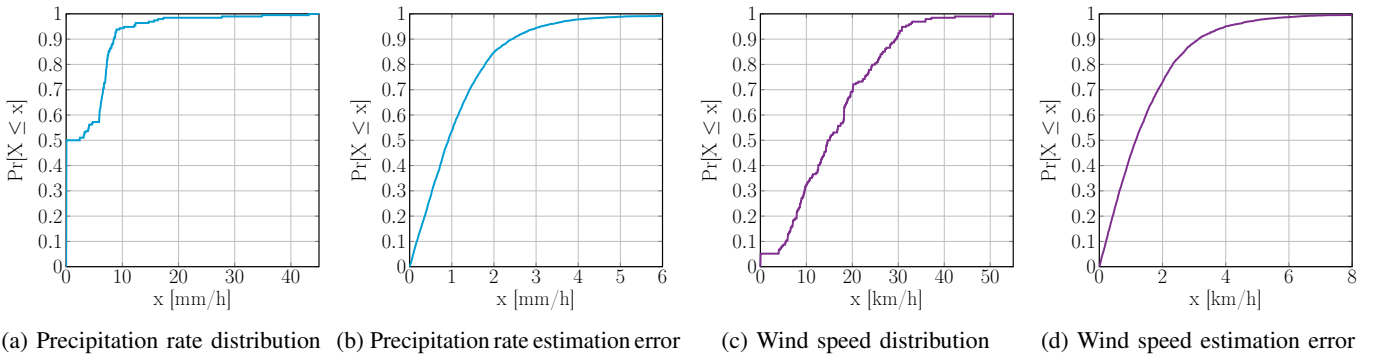 Pr[X ≤ x]
1
0.9
0.8
0.7
0.6
0.5
0.4
0.3
0.2
0.1
0
0 10 20 30 40
x [mm/h]
(a) Precipitation rate distribution
Pr[X ≤ x]
1
0.9
0.8
0.7
0.6
0.5
0.4
0.3
0.2
0.1
0
0 1 2 3 4 5 6
x [mm/h]
(b) Precipitation rate estimation error
Pr[X ≤ x]
1
0.9
0.8
0.7
0.6
0.5
0.4
0.3
0.2
0.1
0
0 10 20 30 40 50
x [km/h]
(c) Wind speed distribution
Pr[X ≤ x]
1
0.9
0.8
0.7
0.6
0.5
0.4
0.3
0.2
0.1
0
0 2 4 6 8
x [km/h]
(d) Wind speed estimation error